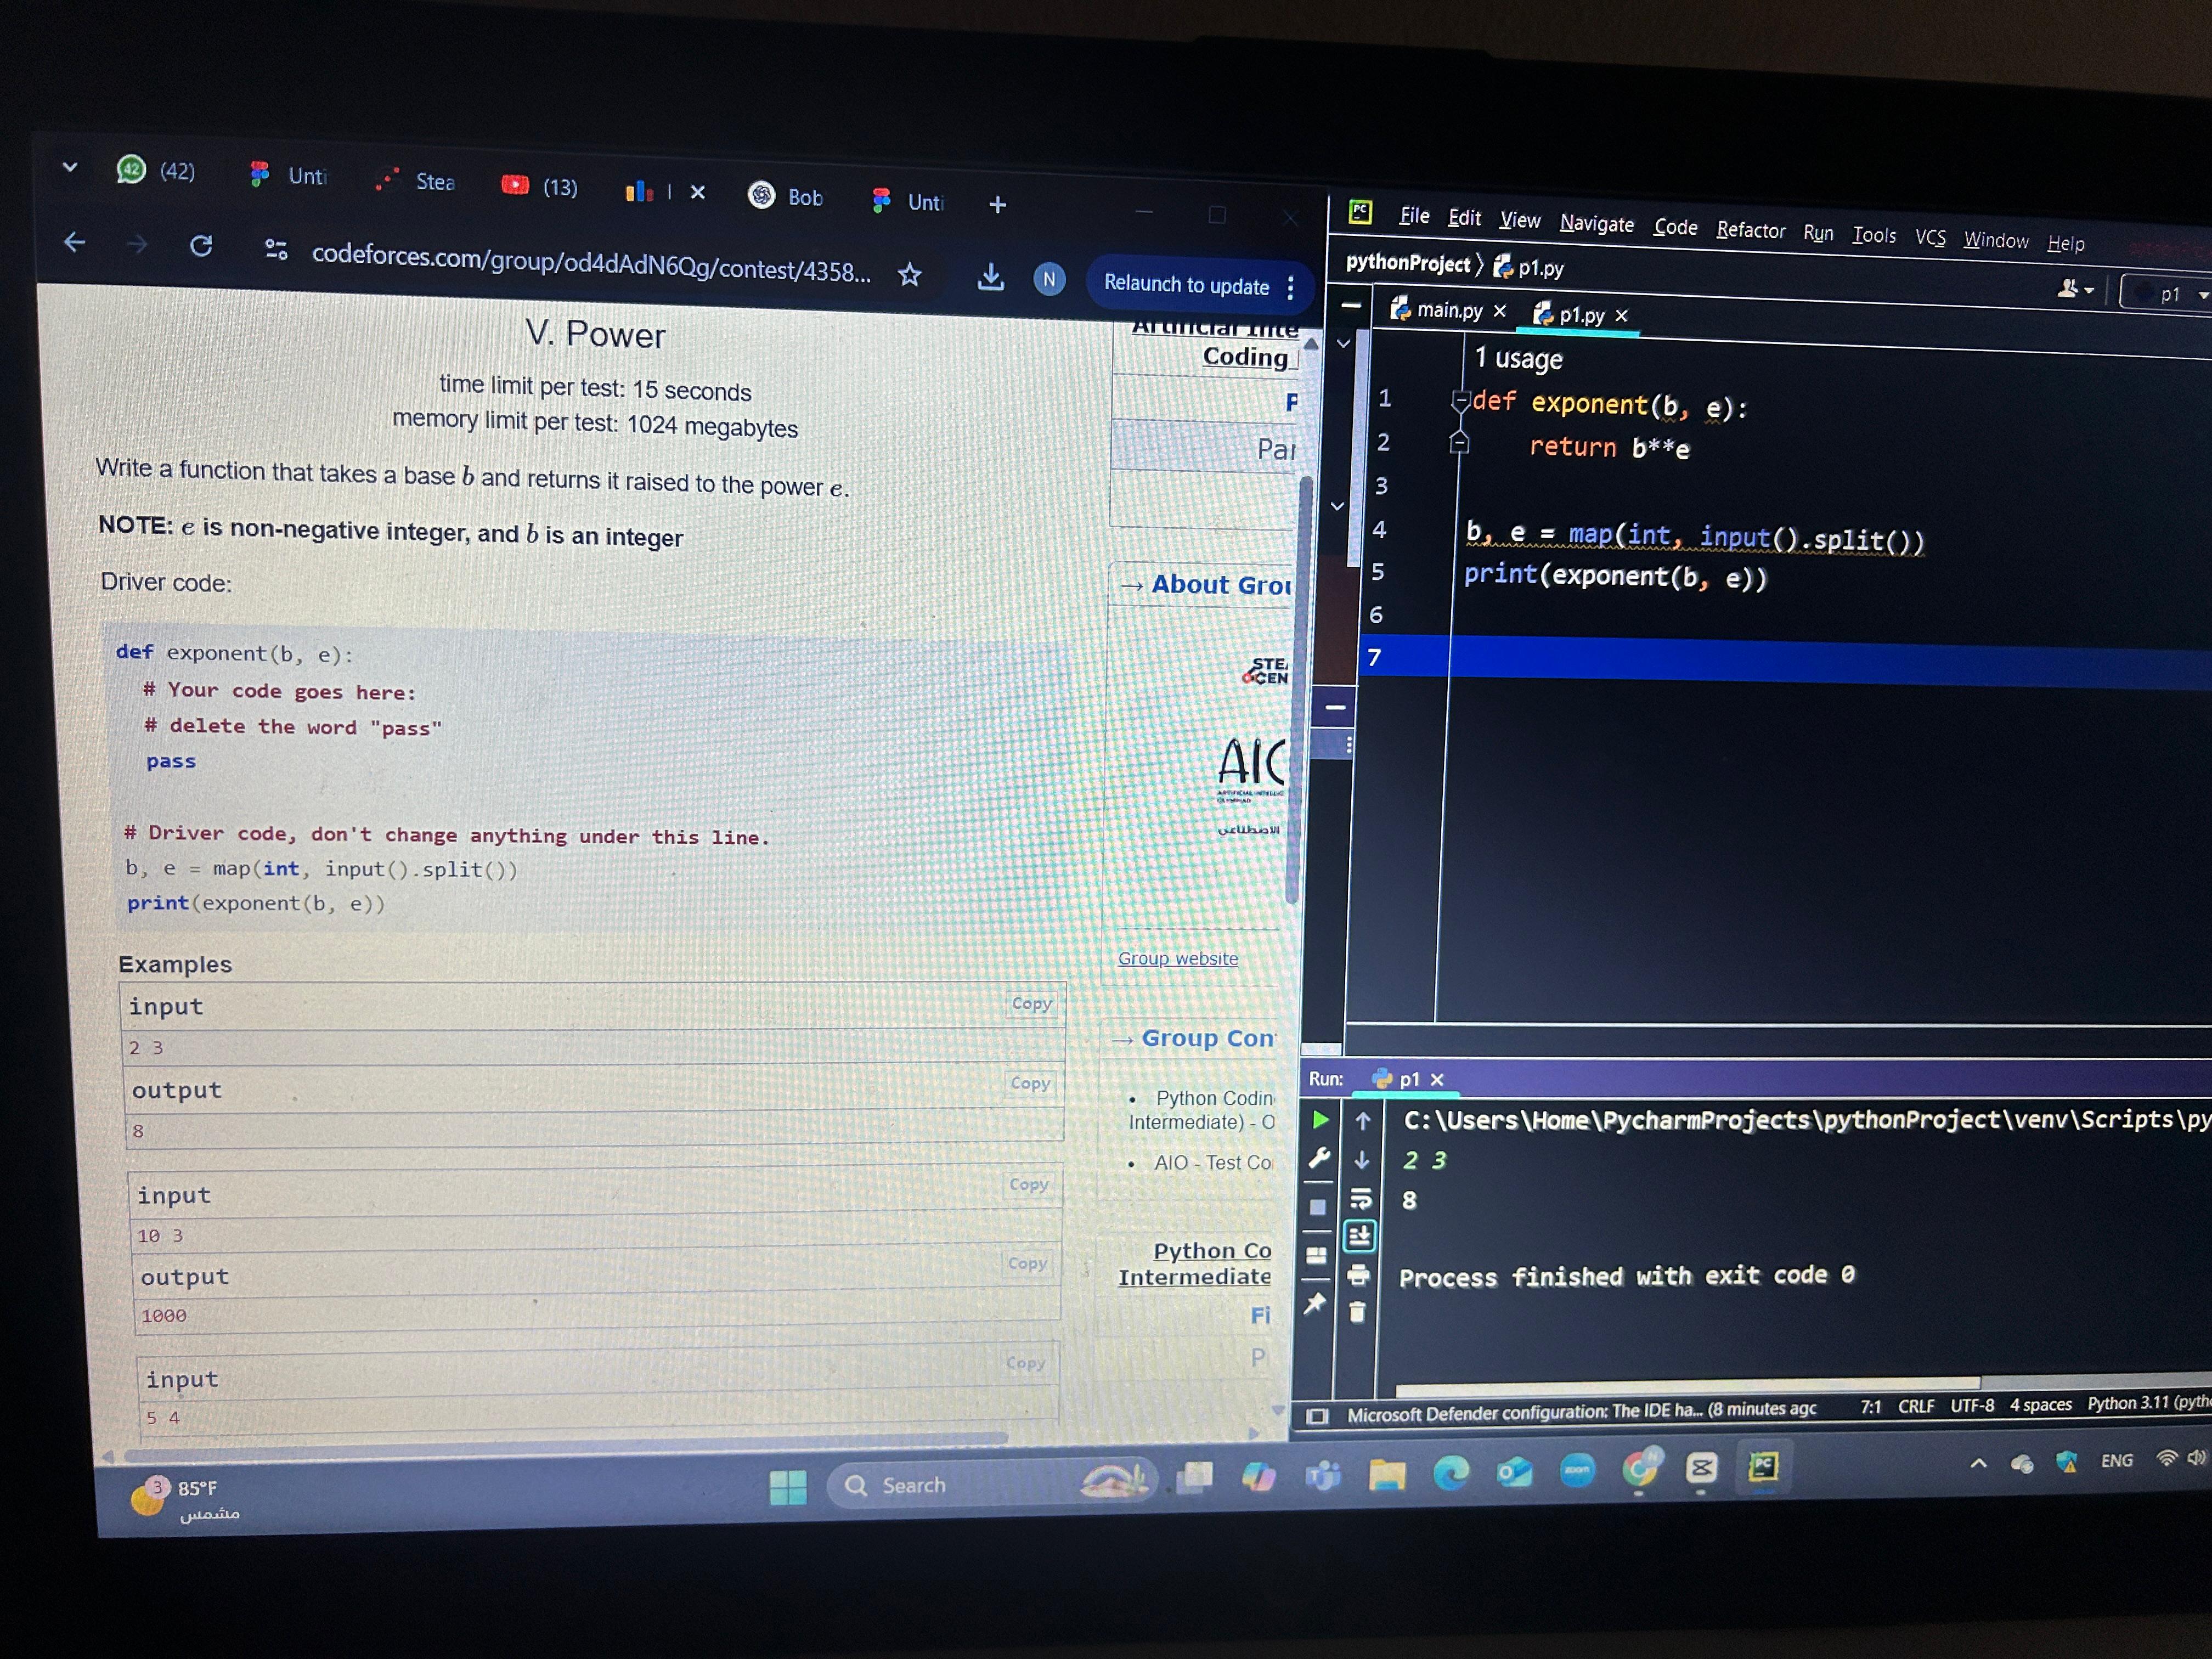 42 (42)
Unti
Stea
(13)
Bob
Unti
codeforces.com/group/od4dAdN6Qg/contest/4358...
N
Relaunch to update
V. Power
time limit per test: 15 seconds
memory limit per test: 1024 megabytes
Write a function that takes a base b and returns it raised to the power e.
NOTE: e is non-negative integer, and b is an integer
Driver code:
def exponent(b, e):
# Your code goes here:
# delete the word "pass"
pass
# Driver code, don't change anything under this line.
b, e = map(int, input().split())
print(exponent(b, e))
Examples
input
Copy
2 3
output
Copy
8
input
Copy
10 3
output
Copy
1000
input
Copy
5 4
Artificial Inte
Coding
F
Par
→ About Grou
STE
CEN
AIC
ARTIFICIAL INTELLIG
OLYMPIAD
الاصطناعي
Group website
→ Group Con
• Python Codin
Intermediate) - O
• AIO - Test Co
Python Co
Intermediate
Fi
P
PC File Edit View Navigate Code Refactor Run Tools VCS Window Help
pythonProject 〉 p1.py
p1
main.py ×
p1.py ×
1 usage
1 def exponent(b, e):
2 return b**e
3
4 b, e = map(int, input().split())
5 print(exponent(b, e))
6
7
Run: p1 ×
C:\Users\Home\PycharmProjects\pythonProject\venv\Scripts\py
2 3
8
Process finished with exit code 0
Microsoft Defender configuration: The IDE ha... (8 minutes agc
7:1 CRLF UTF-8 4 spaces Python 3.11 (pyth
3
85°F
مشمس
Search
zoom
PC
ENG